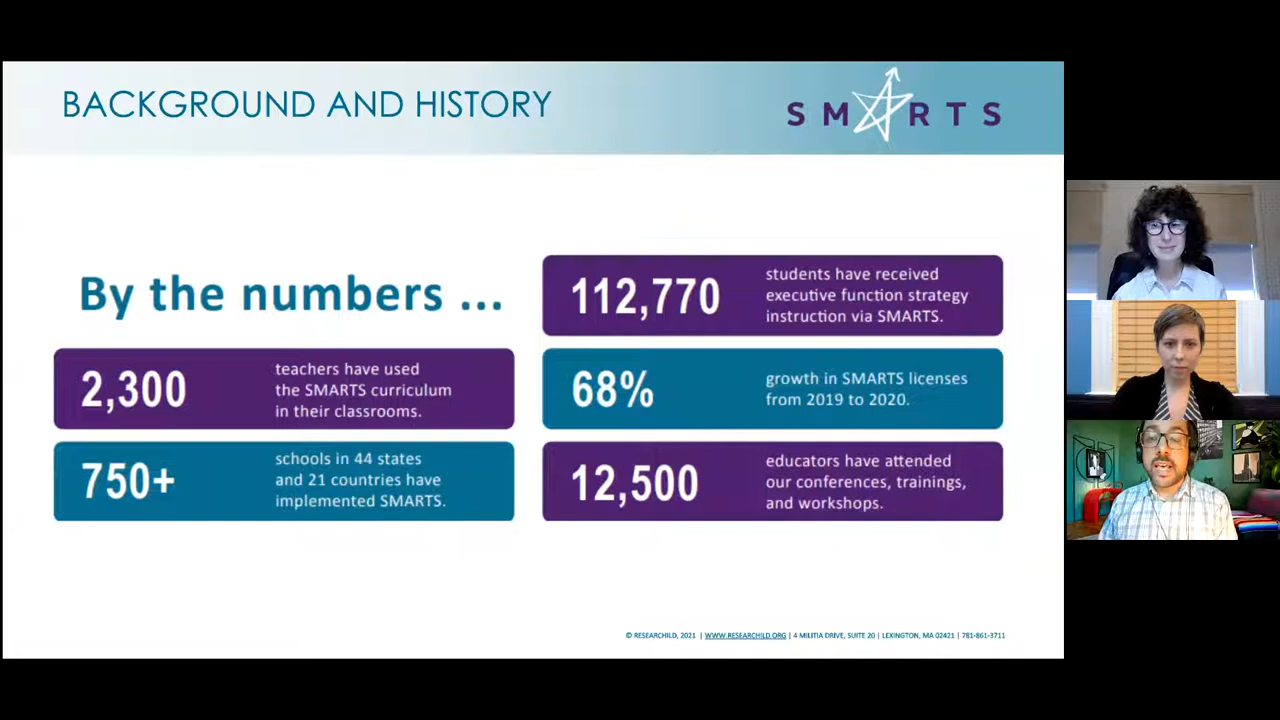 BACKGROUND AND HISTORY
SMARTS
By the numbers ...
2,300
teachers have used
the SMARTS curriculum
in their classrooms.
750+
schools in 44 states
and 21 countries have
implemented SMARTS.
112,770
students have received
executive function strategy
instruction via SMARTS.
68%
growth in SMARTS licenses
from 2019 to 2020.
12,500
educators have attended
our conferences, trainings,
and workshops.
© RESEARCHILD, 2021 | WWW.RESEARCHILD.ORG | 4 MILITIA DRIVE, SUITE 20 | LEXINGTON, MA 02421 | 781-861-3711